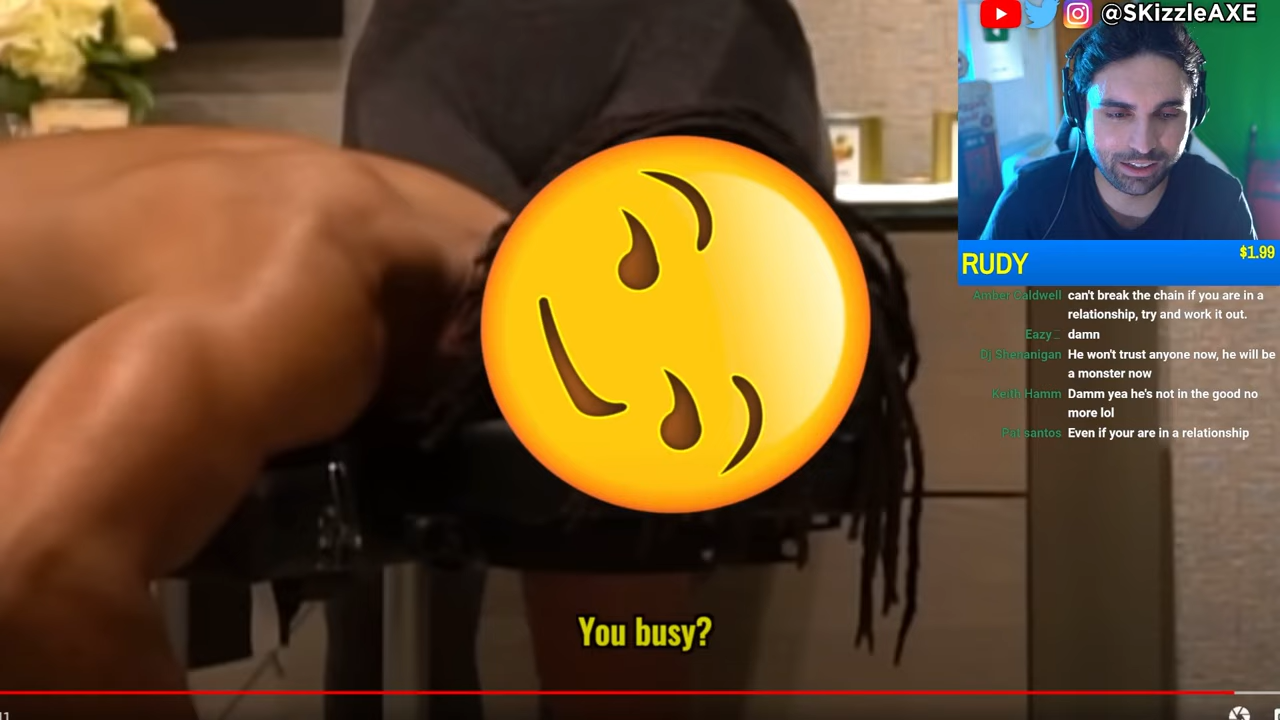 @SKizzleAXE
RUDY
$1.99
Amber Caldwell can't break the chain if you are in a
relationship, try and work it out.
Eazy damn
Dj Shenanigan He won't trust anyone now, he will be
a monster now
Keith Hamm Damm yea he's not in the good no
more lol
Pat santos Even if your are in a relationship
You busy?